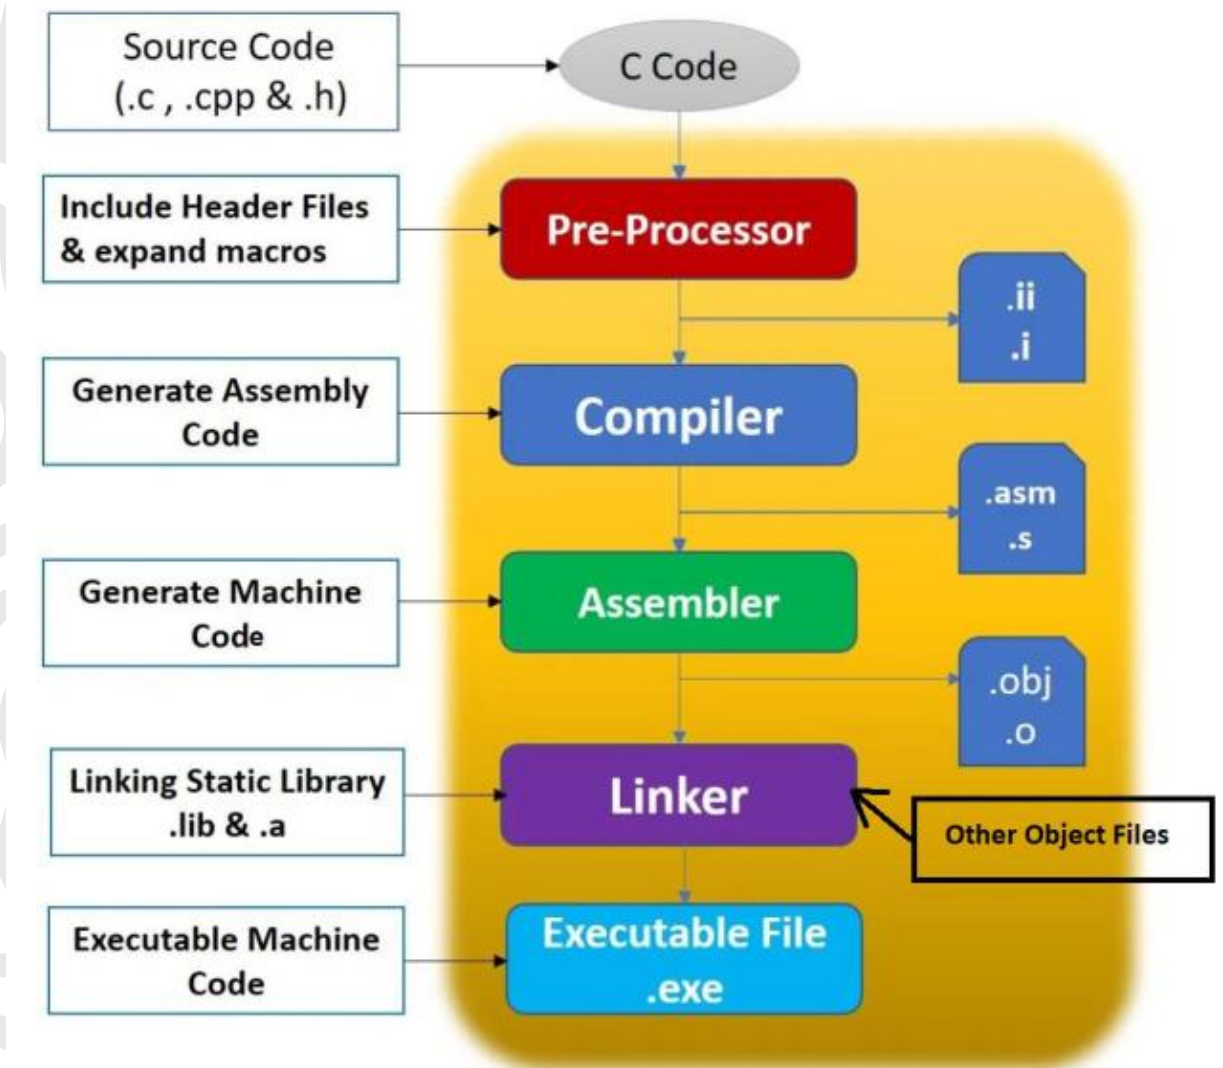 Source Code
(.c , .cpp & .h)
C Code
Include Header Files
& expand macros
Pre-Processor
.ii
.i
Generate Assembly
Code
Compiler
.asm
.s
Generate Machine
Code
Assembler
.obj
.o
Linking Static Library
.lib & .a
Linker
Other Object Files
Executable Machine
Code
Executable File
.exe